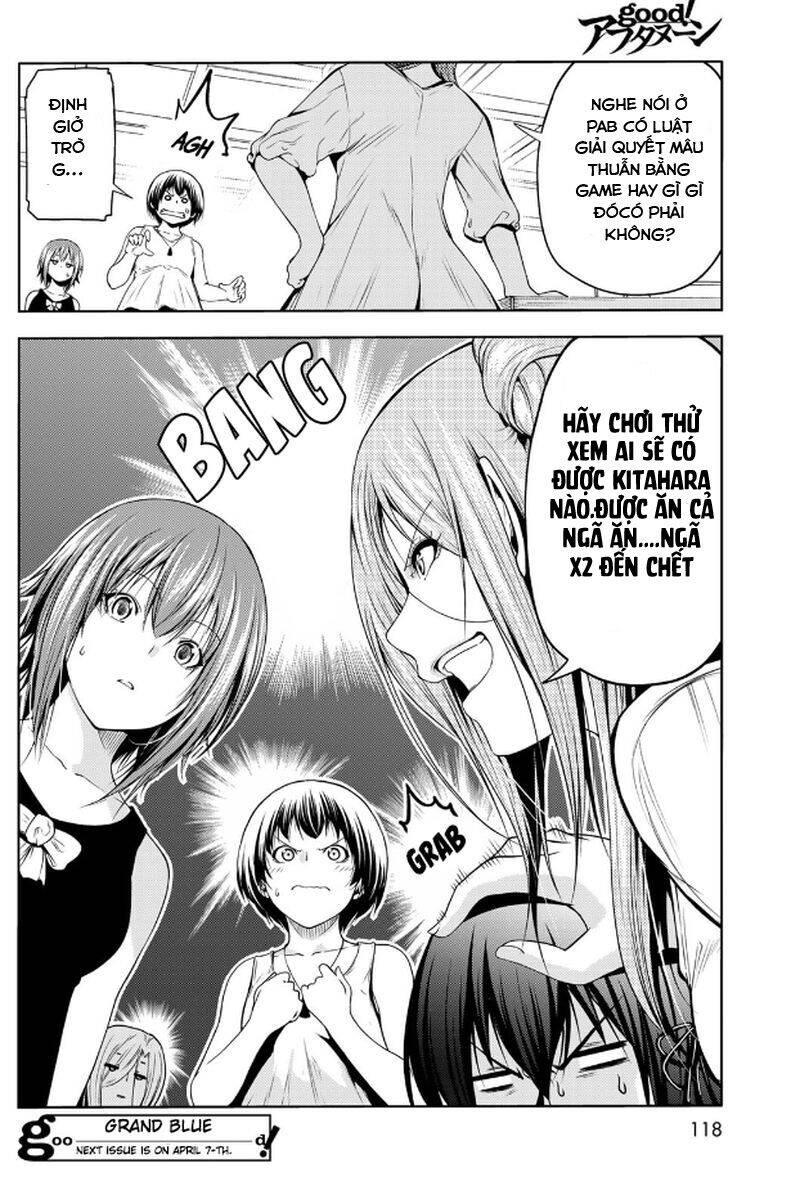 good!
アフタヌーン
NGHE NÓI Ở
PAB CÓ LUẬT
GIẢI QUYẾT MÂU
THUẪN BẰNG
GAME HAY GÌ GÌ
ĐÓCÓ PHẢI
KHÔNG?
AGH
ĐỊNH
GIỞ
TRÒ
G...
BANG
HÃY CHƠI THỬ
XEM AI SẼ CÓ
ĐƯỢC KITAHARA
NÀO.ĐƯỢC ĂN CẢ
NGÃ ĂN....NGÃ
X2 ĐẾN CHẾT
GRAB
GRAND BLUE
good!
NEXT ISSUE IS ON APRIL 7-TH.
118